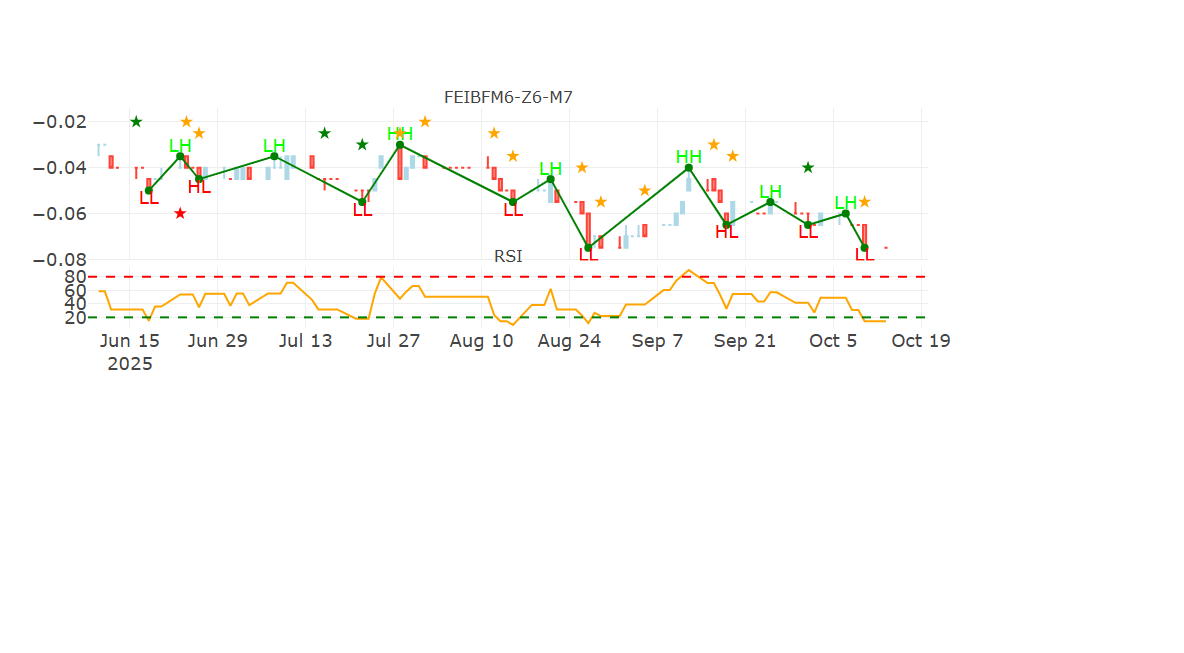 FEIBFM6-Z6-M7
−0.02
−0.04
−0.06
−0.08
LL
LH
HL
LH
LL
HH
LL
LH
LL
HH
HL
LH
LL
LH
LL
RSI
80
60
40
20
Jun 15 Jun 29 Jul 13 Jul 27 Aug 10 Aug 24 Sep 7 Sep 21 Oct 5 Oct 19
2025